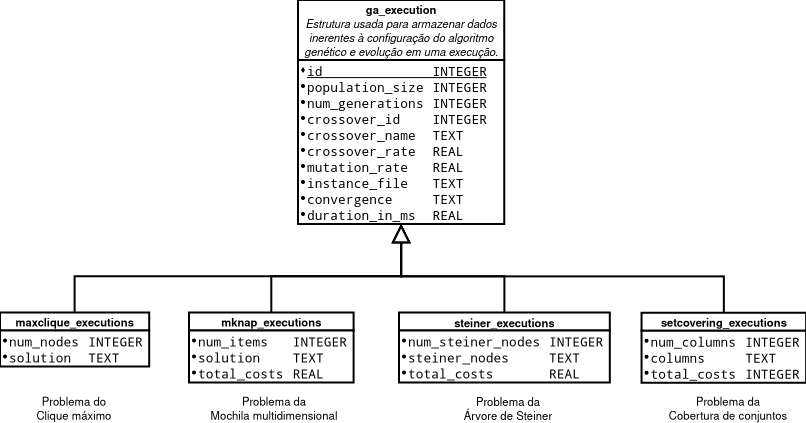 ga_execution
Estrutura usada para armazenar dados
inerentes à configuração do algoritmo
genético e evolução em uma execução.
id INTEGER
population_size INTEGER
num_generations INTEGER
crossover_id INTEGER
crossover_name TEXT
crossover_rate REAL
mutation_rate REAL
instance_file TEXT
convergence TEXT
duration_in_ms REAL
maxclique_executions
num_nodes INTEGER
solution TEXT
Problema do
Clique máximo
mknap_executions
num_items INTEGER
solution TEXT
total_costs REAL
Problema da
Mochila multidimensional
steiner_executions
num_steiner_nodes INTEGER
steiner_nodes TEXT
total_costs REAL
Problema da
Árvore de Steiner
setcovering_executions
num_columns INTEGER
columns TEXT
total_costs INTEGER
Problema da
Cobertura de conjuntos